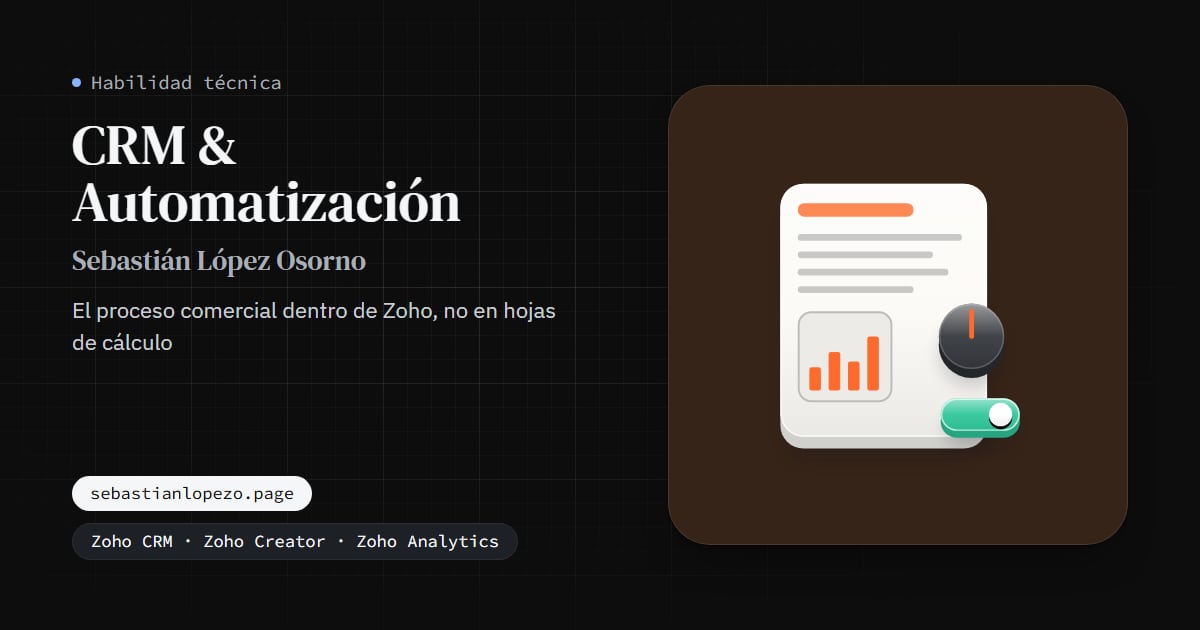 Habilidad técnica
CRM &
Automatización
Sebastián López Osorno
El proceso comercial dentro de Zoho, no en hojas
de cálculo
sebastianlopezo.page
Zoho CRM · Zoho Creator · Zoho Analytics